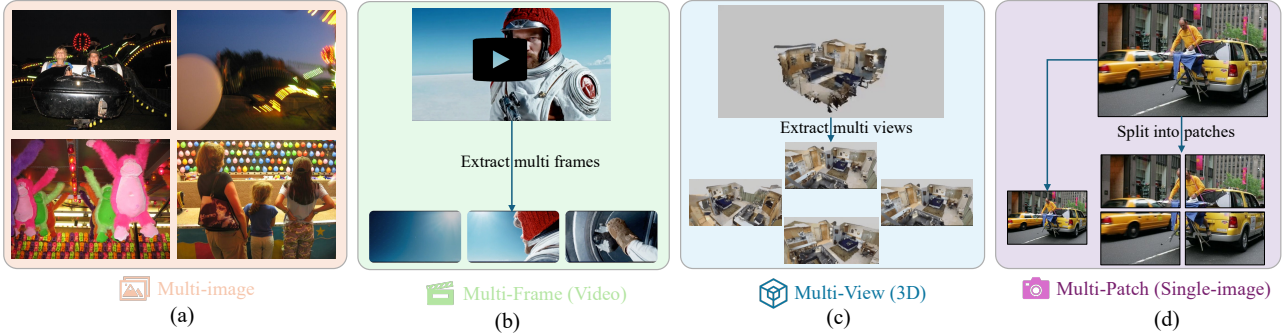 Extract multi frames
Extract multi views
Split into patches
Multi-image
Multi-Frame (Video)
Multi-View (3D)
Multi-Patch (Single-image)
(a)
(b)
(c)
(d)